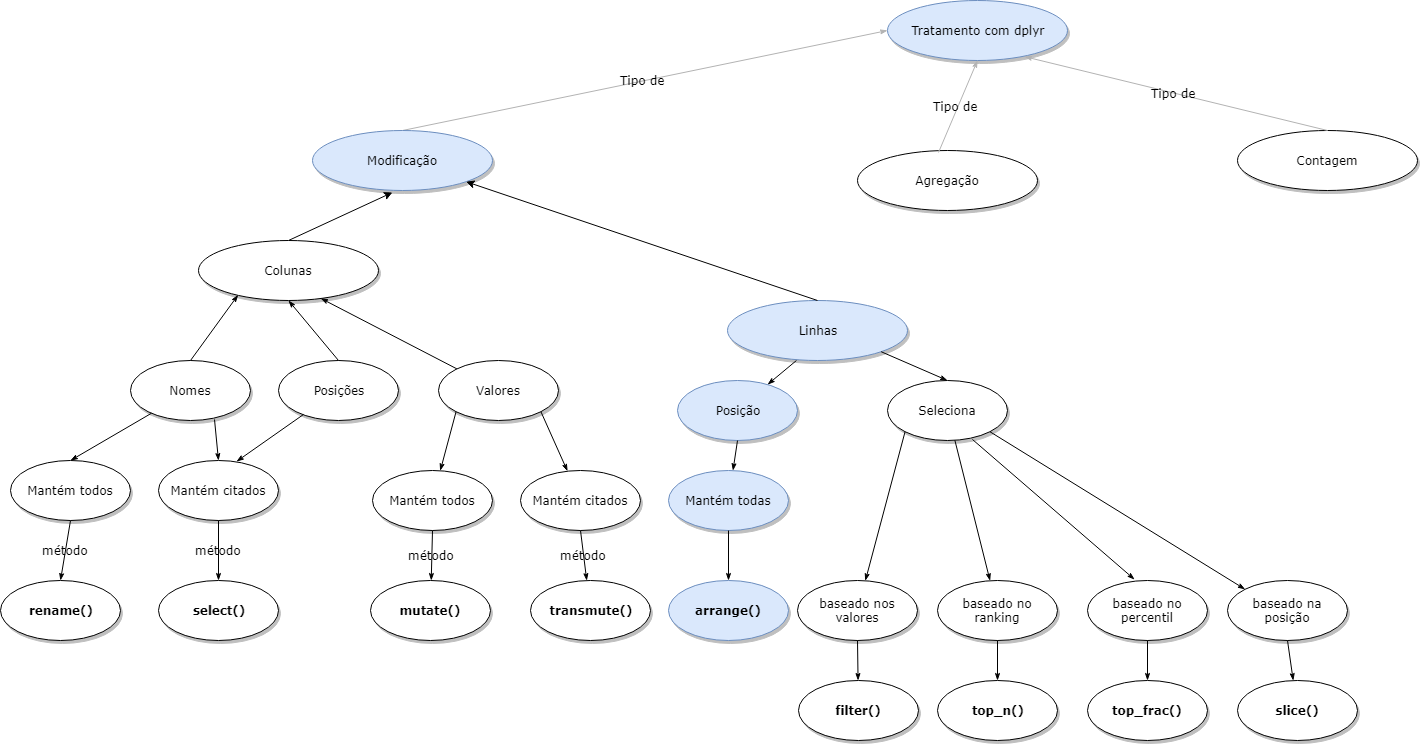 Tratamento com dplyr
Tipo de
Tipo de
Tipo de
Modificação
Agregação
Contagem
Colunas
Linhas
Nomes
Posições
Valores
Posição
Seleciona
Mantém todos
Mantém citados
Mantém todos
Mantém citados
Mantém todas
método
método
método
método
rename()
select()
mutate()
transmute()
arrange()
baseado nos
valores
baseado no
ranking
baseado no
percentil
baseado na
posição
filter()
top_n()
top_frac()
slice()